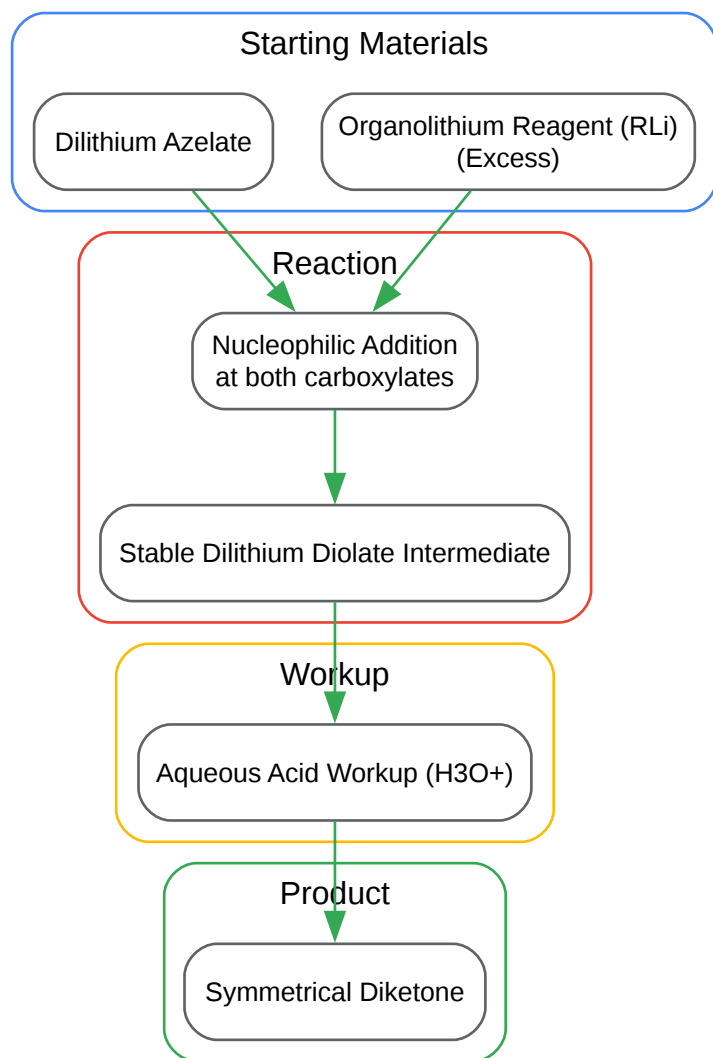 Starting Materials
Dilithium Azelate
Organolithium Reagent (RLi)
(Excess)
Reaction
Nucleophilic Addition
at both carboxylates
Stable Dilithium Diolate Intermediate
Workup
Aqueous Acid Workup (H3O+)
Product
Symmetrical Diketone